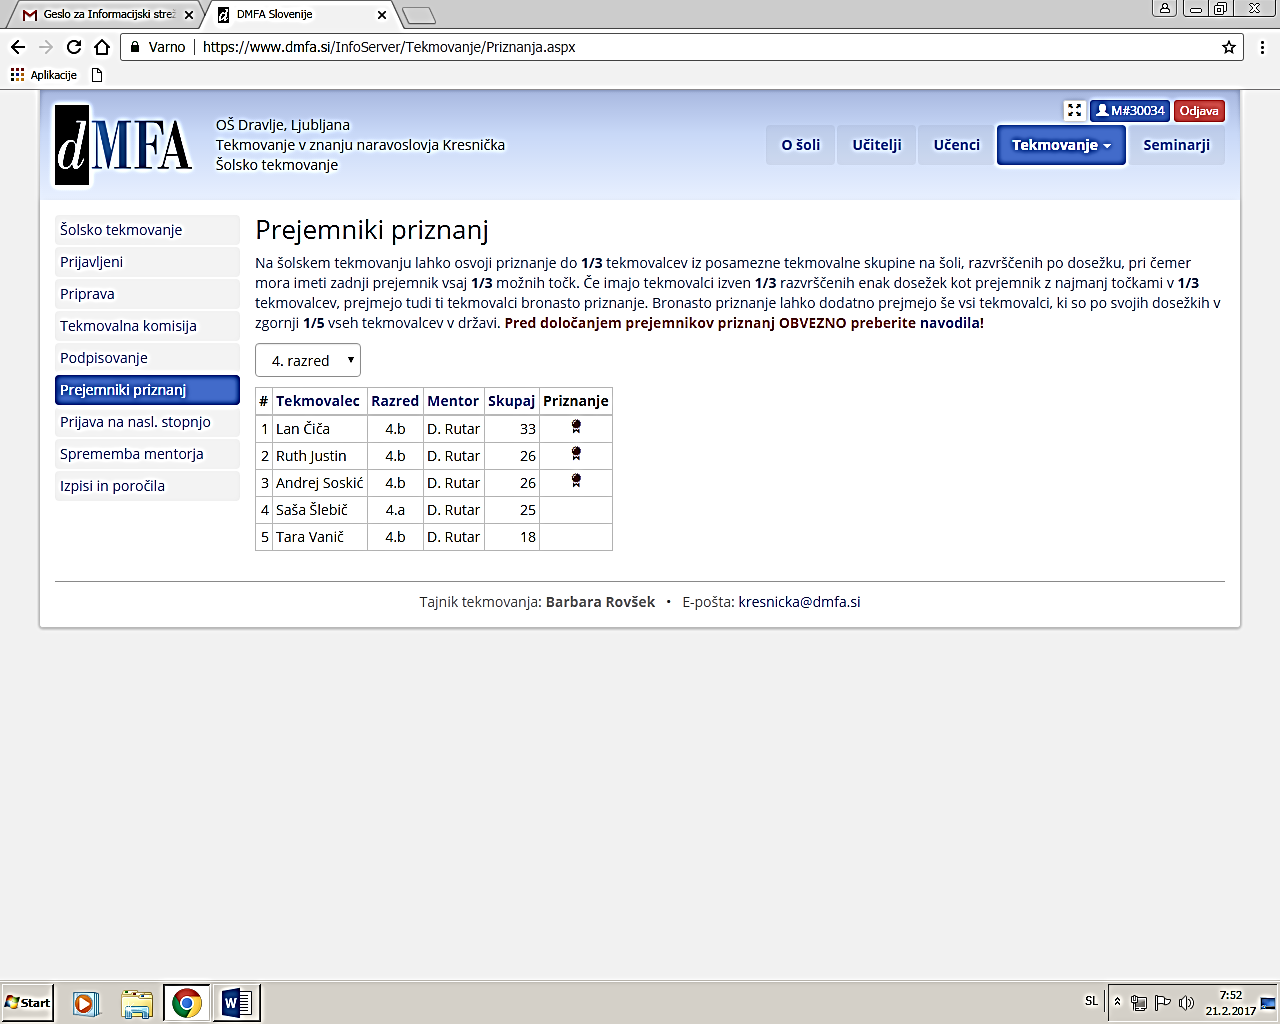 Geslo za Informacijski strež
DMFA Slovenije
Varno https://www.dmfa.si/InfoServer/Tekmovanje/Priznanja.aspx
Aplikacije
dMFA
OŠ Dravlje, Ljubljana
Tekmovanje v znanju naravoslovja Kresnička
Šolsko tekmovanje
M#30034 Odjava
O šoli Učitelji Učenci Tekmovanje Seminarji
Šolsko tekmovanje
Prijavljeni
Priprava
Tekmovalna komisija
Podpisovanje
Prejemniki priznanj
Prijava na nasl. stopnjo
Sprememba mentorja
Izpisi in poročila
Prejemniki priznanj
Na šolskem tekmovanju lahko osvoji priznanje do 1/3 tekmovalcev iz posamezne tekmovalne skupine na šoli, razvrščenih po dosežku, pri čemer
mora imeti zadnji prejemnik vsaj 1/3 možnih točk. Če imajo tekmovalci izven 1/3 razvrščenih enak dosežek kot prejemnik z najmanj točkami v 1/3
tekmovalcev, prejmejo tudi ti tekmovalci bronasto priznanje. Bronasto priznanje lahko dodatno prejmejo še vsi tekmovalci, ki so po svojih dosežkih v
zgornji 1/5 vseh tekmovalcev v državi. Pred določanjem prejemnikov priznanj OBVEZNO preberite navodila!
4. razred
# Tekmovalec Razred Mentor Skupaj Priznanje
1 Lan Čiča 4.b D. Rutar 33
2 Ruth Justin 4.b D. Rutar 26
3 Andrej Soskić 4.b D. Rutar 26
4 Saša Šlebič 4.a D. Rutar 25
5 Tara Vanič 4.b D. Rutar 18
Tajnik tekmovanja: Barbara Rovšek • E-pošta: kresnicka@dmfa.si
Start
SL
7:52
21.2.2017